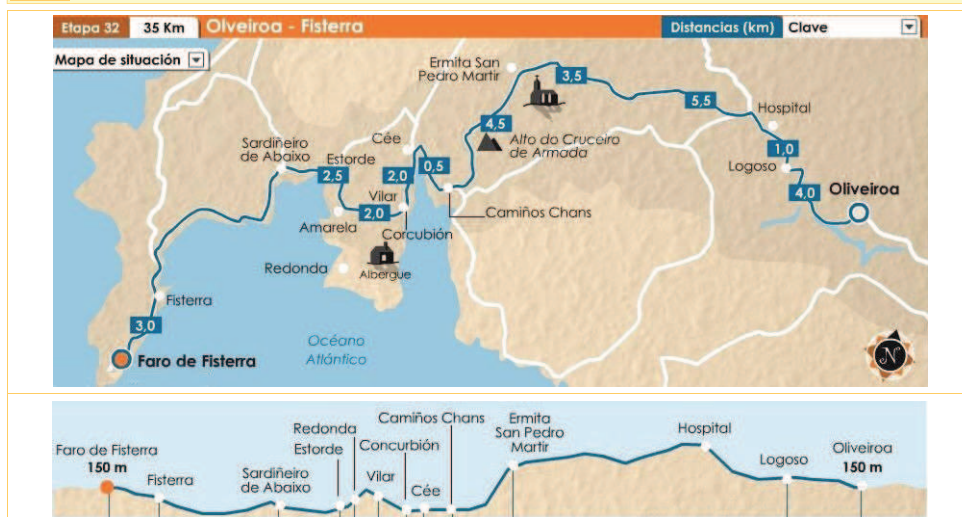 Etapa 32
35 Km
Olveiroa - Fisterra
Distancias (km)
Clave
Mapa de situación
Ermita San
Pedro Martir
3,5
5,5
Hospital
4,5
Alto do Cruceiro
de Armada
1,0
Logoso
4,0
Oliveiroa
Sardiñeiro
de Abaixo
Estorde
Cée
0,5
2,5
2,0
Vilar
2,0
Camiños Chans
Amarela
Corcubión
Redonda
Albergue
Fisterra
3,0
Océano
Atlántico
Faro de Fisterra
N
Camiños Chans
Ermita
San Pedro
Martir
Redonda
Hospital
Faro de Fisterra
150 m
Estorde
Concurbión
Oliveiroa
150 m
Fisterra
Sardiñeiro
de Abaixo
Vilar
Cée
Logoso